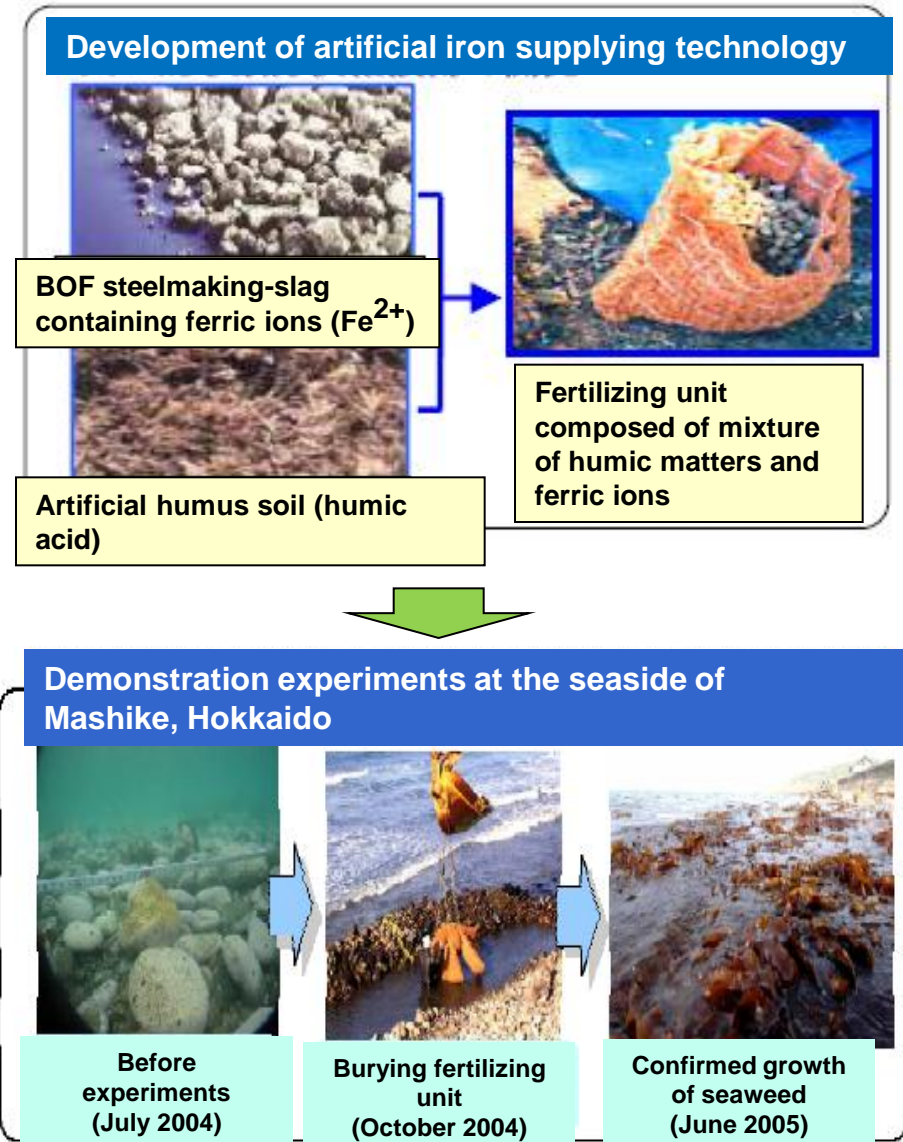 Development of artificial iron supplying technology
BOF steelmaking-slag
containing ferric ions (Fe2+)
Fertilizing unit
composed of mixture
of humic matters and
ferric ions
Artificial humus soil (humic
acid)
Demonstration experiments at the seaside of
Mashike, Hokkaido
Before
experiments
(July 2004)
Burying fertilizing
unit
(October 2004)
Confirmed growth
of seaweed
(June 2005)